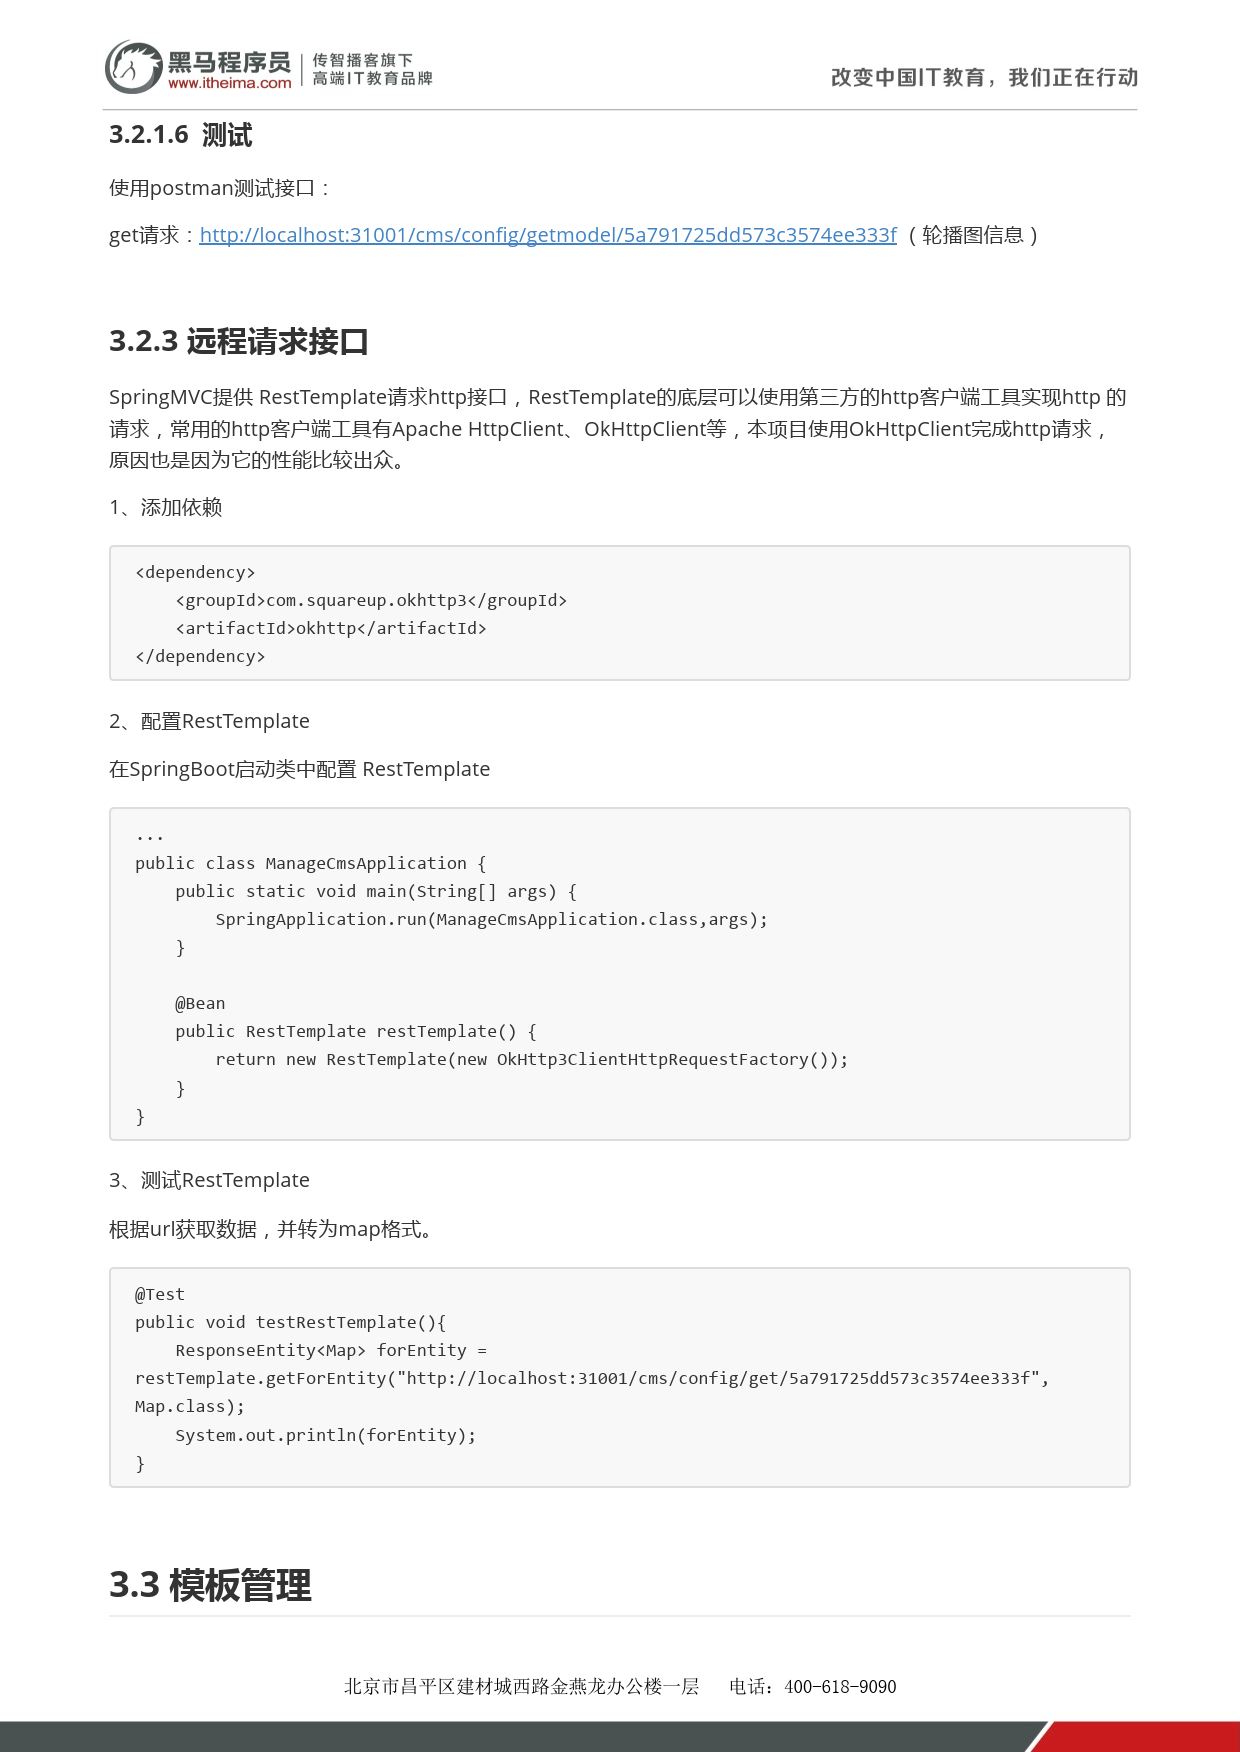 黑马程序员
www.itheima.com
传智播客旗下
高端IT教育品牌
改变中国IT教育，我们正在行动
3.2.1.6 测试
使用postman测试接口：
get请求：http://localhost:31001/cms/config/getmodel/5a791725dd573c3574ee333f （轮播图信息）
3.2.3 远程请求接口
SpringMVC提供 RestTemplate请求http接口，RestTemplate的底层可以使用第三方的http客户端工具实现http 的
请求，常用的http客户端工具有Apache HttpClient、OkHttpClient等，本项目使用OkHttpClient完成http请求，
原因也是因为它的性能比较出众。
1、添加依赖
<dependency>
    <groupId>com.squareup.okhttp3</groupId>
    <artifactId>okhttp</artifactId>
</dependency>
2、配置RestTemplate
在SpringBoot启动类中配置 RestTemplate
...
public class ManageCmsApplication {
    public static void main(String[] args) {
        SpringApplication.run(ManageCmsApplication.class,args);
    }
    @Bean
    public RestTemplate restTemplate() {
        return new RestTemplate(new OkHttp3ClientHttpRequestFactory());
    }
}
3、测试RestTemplate
根据url获取数据，并转为map格式。
@Test
public void testRestTemplate(){
    ResponseEntity<Map> forEntity =
restTemplate.getForEntity("http://localhost:31001/cms/config/get/5a791725dd573c3574ee333f",
Map.class);
    System.out.println(forEntity);
}
3.3 模板管理
北京市昌平区建材城西路金燕龙办公楼一层 电话：400-618-9090